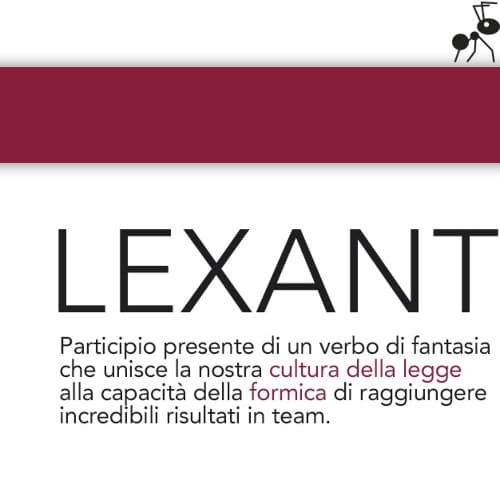 LEXANT
Participio presente di un verbo di fantasia
che unisce la nostra cultura della legge
alla capacità della formica di raggiungere
incredibili risultati in team.